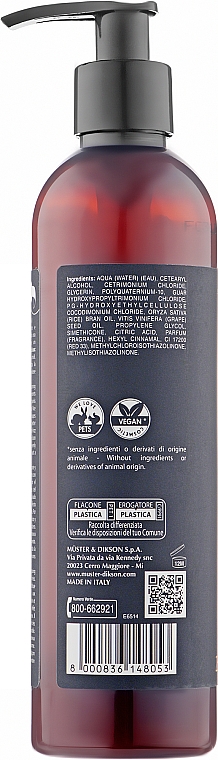 Ingredients: AQUA (WATER) (EAU), CETEARYL
ALCOHOL, CETRIMONIUM CHLORIDE,
GLYCERIN, POLYQUATERNIUM-10, GUAR
HYDROXYPROPYLTRIMONIUM CHLORIDE,
PG-HYDROXYETHYLCELLULOSE
COCODIMONIUM CHLORIDE, ORYZA SATIVA
(RICE) BRAN OIL, VITIS VINIFERA (GRAPE)
SEED OIL, PROPYLENE GLYCOL,
SIMETHICONE, CITRIC ACID, PARFUM
(FRAGRANCE), HEXYL CINNAMAL, CI 17200
(RED 33), METHYLCHLOROISOTHIAZOLINONE,
METHYLISOTHIAZOLINONE.
WE LOVE
PETS
VEGAN*
COSMETIC
*senza ingredienti o derivati di origine
animale - Without ingredients or
derivatives of animal origin.
FLACONE
PLASTICA
EROGATORE
PLASTICA
Raccolta differenziata
Verifica le disposizioni del tuo Comune
MÜSTER & DIKSON S.p.A.
Via Privata da via Kennedy snc
20023 Cerro Maggiore - Mi
www.muster-dikson.com
MADE IN ITALY
12M
Numero Verde
800-662921
E6514
8 000836 148053